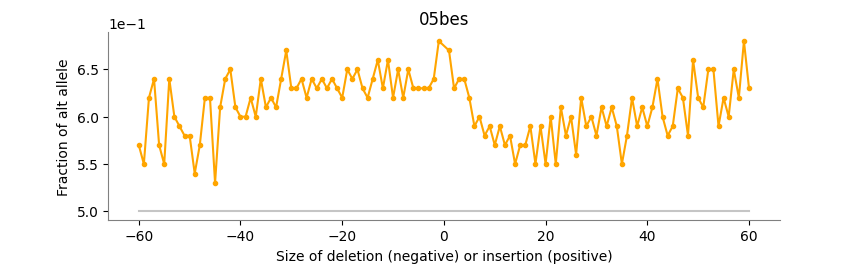 05bes
1e−1
Fraction of alt allele
6.5
6.0
5.5
5.0
−60 −40 −20 0 20 40 60
Size of deletion (negative) or insertion (positive)